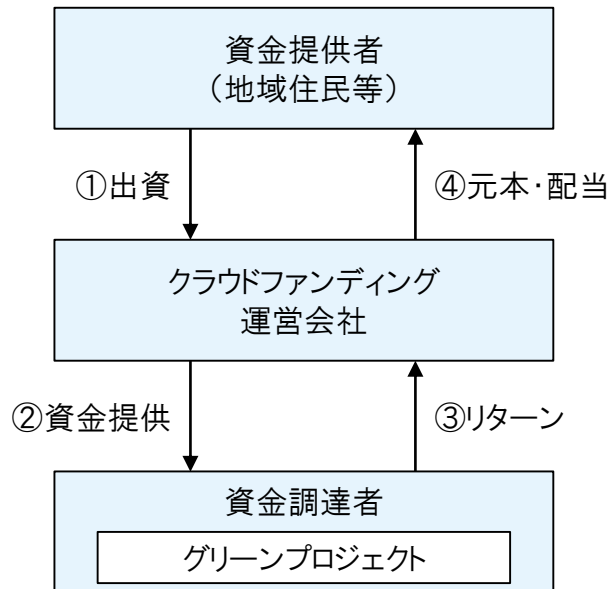 資金提供者
（地域住民等）
①出資
④元本・配当
クラウドファンディング
運営会社
②資金提供
③リターン
資金調達者
グリーンプロジェクト